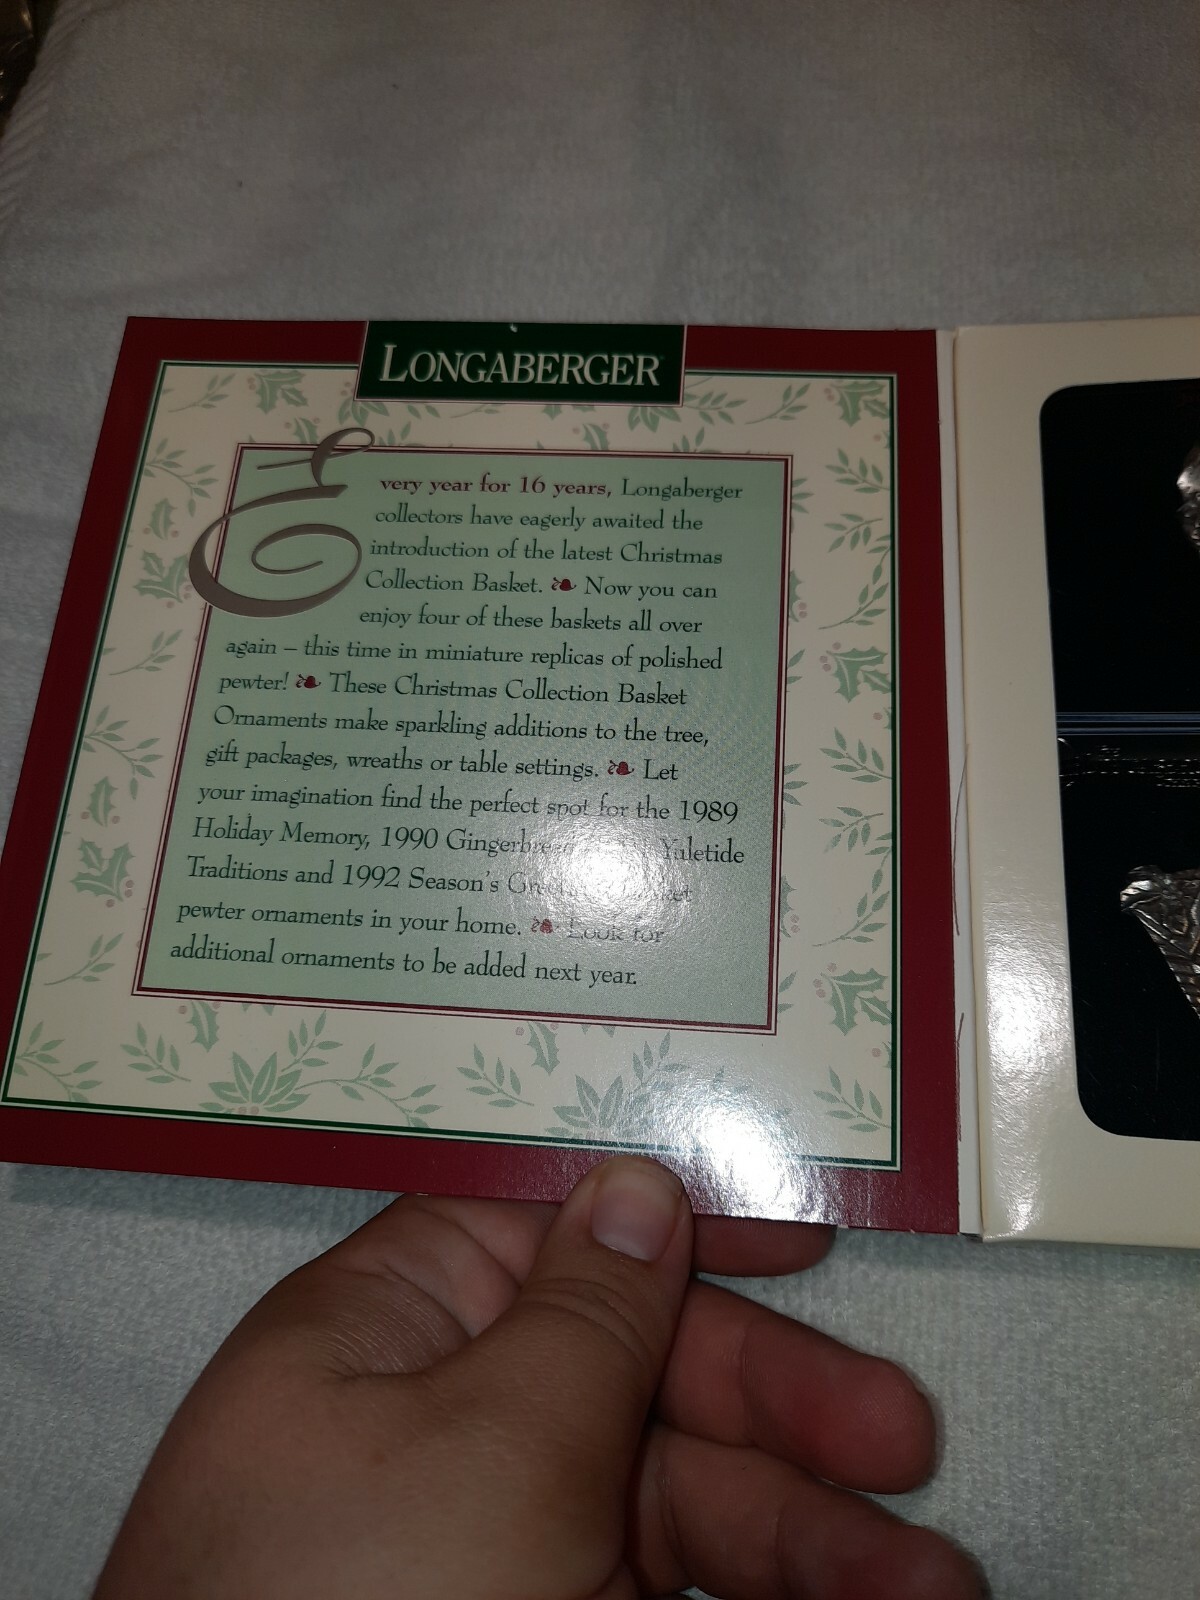 LONGABERGER
Every year for 16 years, Longaberger
collectors have eagerly awaited the
introduction of the latest Christmas
Collection Basket. Now you can
enjoy four of these baskets all over
again – this time in miniature replicas of polished
pewter! These Christmas Collection Basket
Ornaments make sparkling additions to the tree,
gift packages, wreaths or table settings. Let
your imagination find the perfect spot for the 1989
Holiday Memory, 1990 Gingerbread Yuletide
Traditions and 1992 Season's Basket
pewter ornaments in your home. Look for
additional ornaments to be added next year.